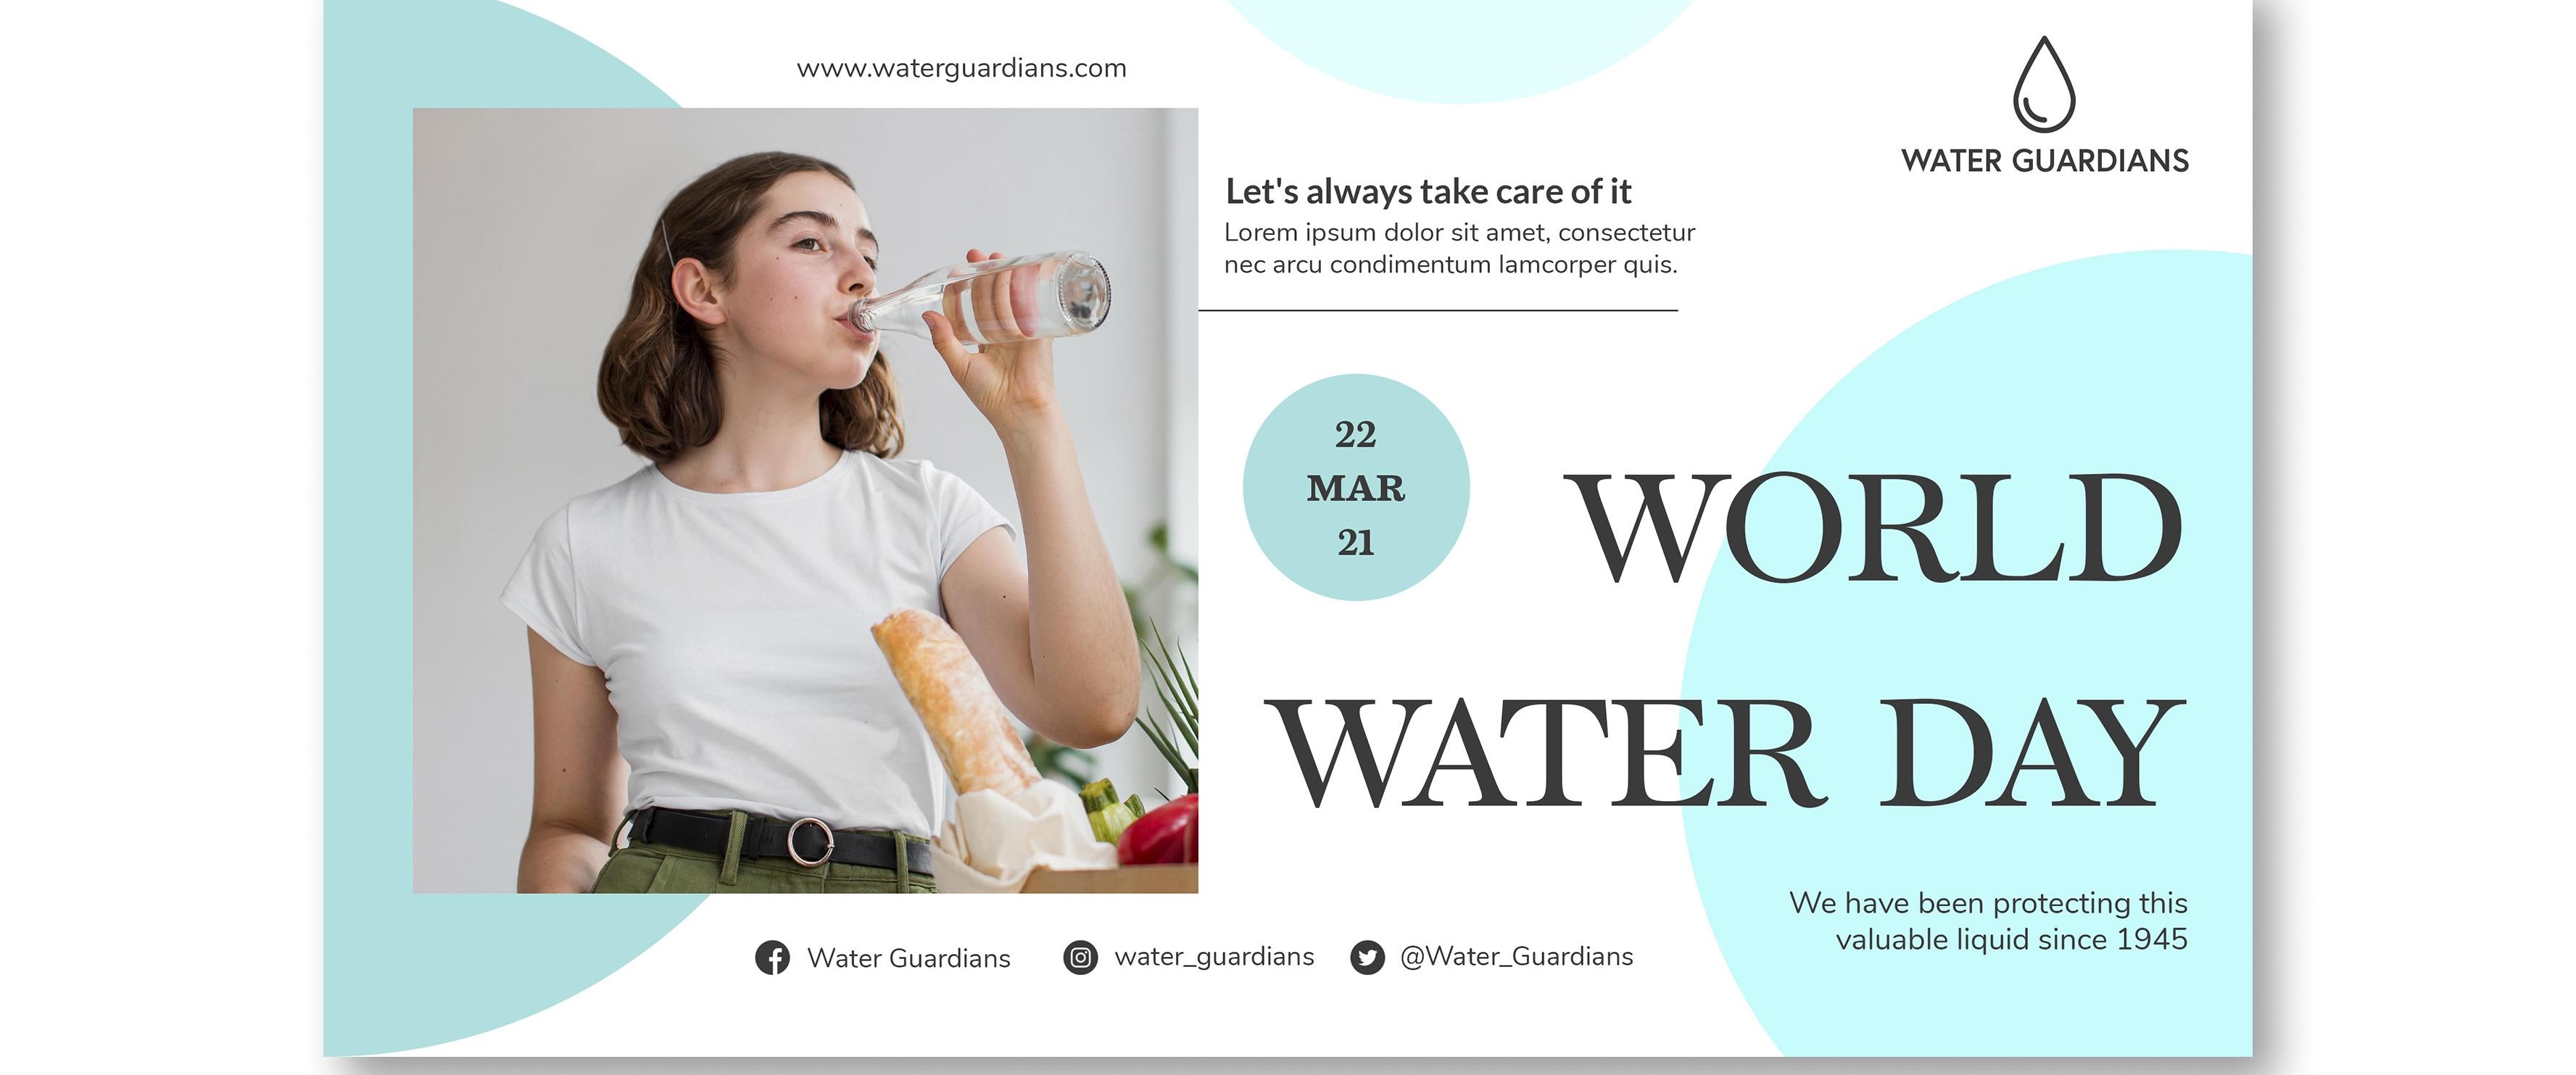 www.waterguardians.com
WATER GUARDIANS
Let's always take care of it
Lorem ipsum dolor sit amet, consectetur
nec arcu condimentum lamcorper quis.
22
MAR
21
WORLD
WATER DAY
We have been protecting this
valuable liquid since 1945
Water Guardians
water_guardians
@Water_Guardians